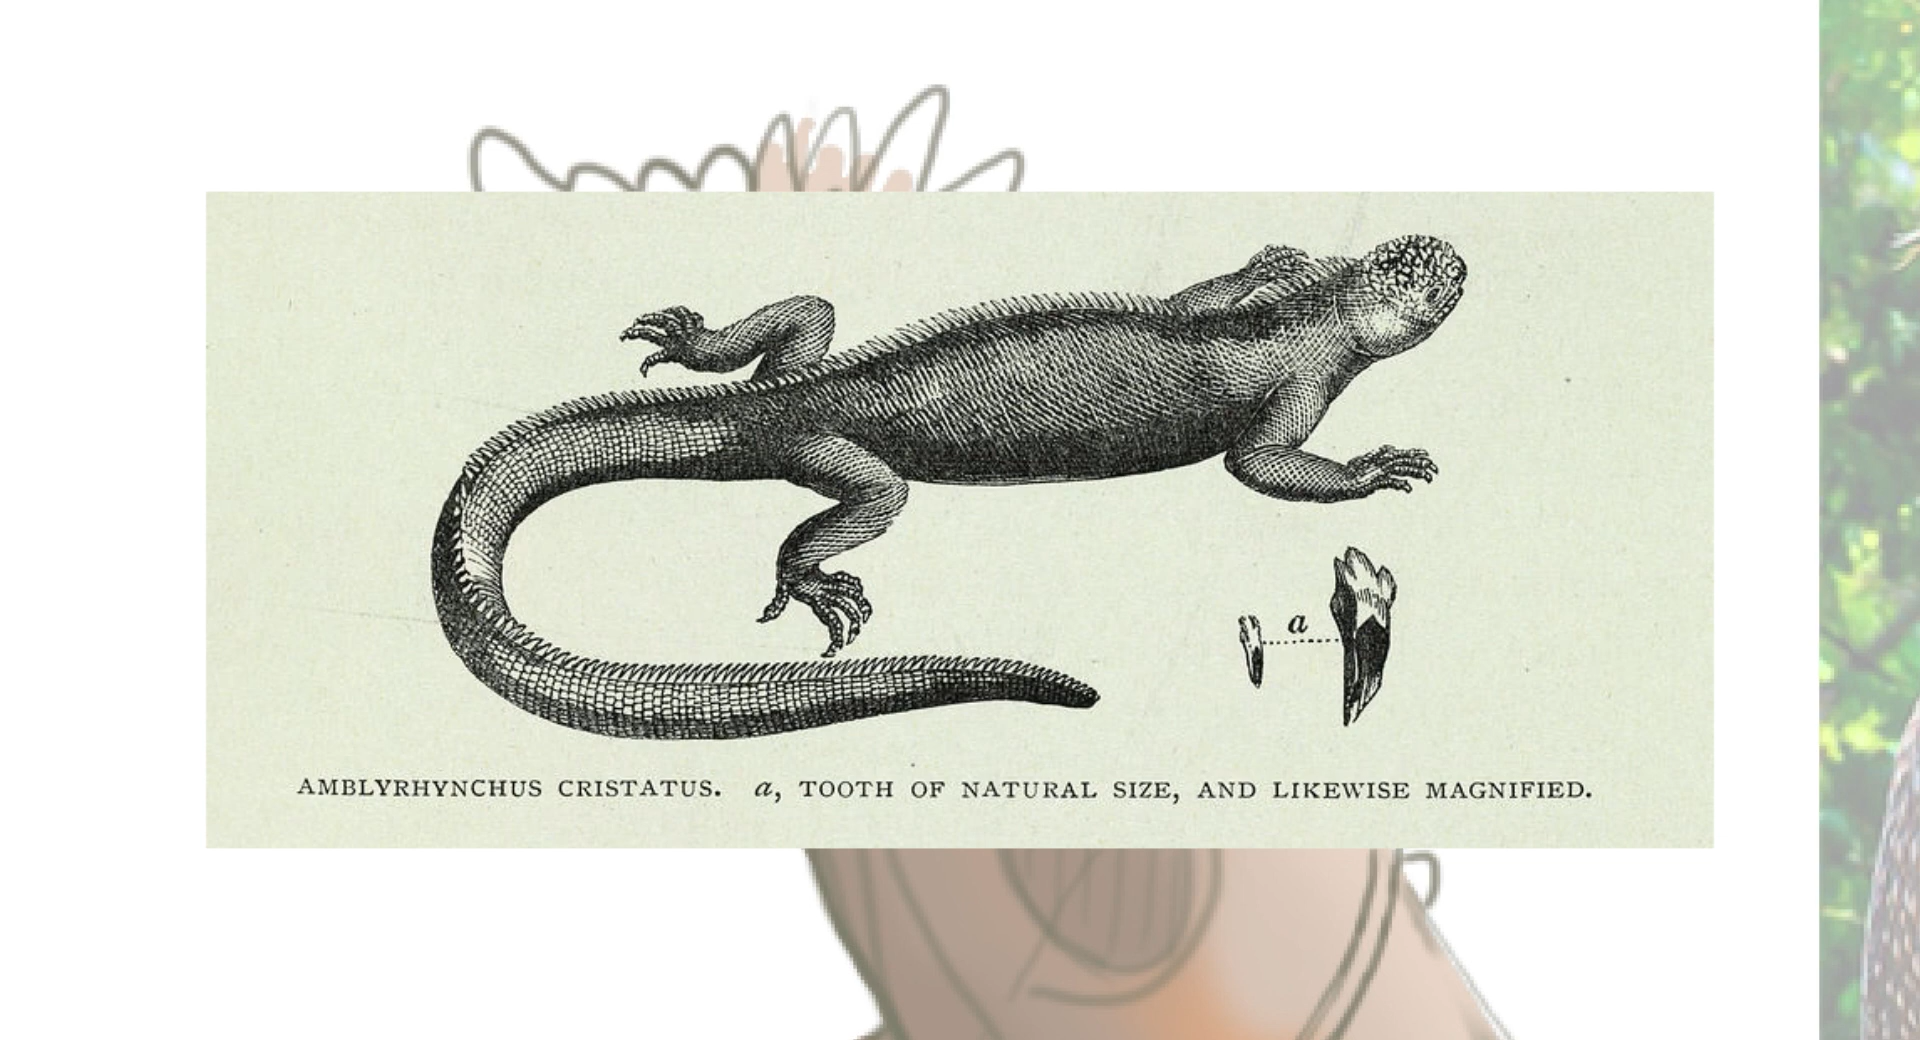 a
AMBLYRHYNCHUS CRISTATUS. a, TOOTH OF NATURAL SIZE, AND LIKEWISE MAGNIFIED.